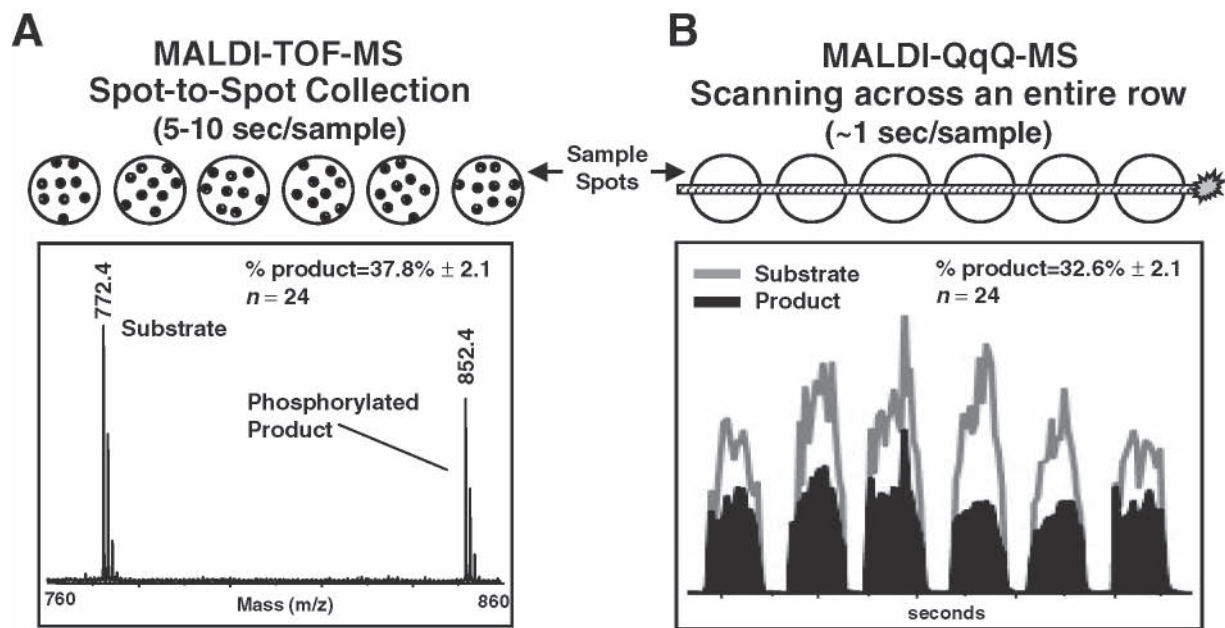 A
MALDI-TOF-MS
Spot-to-Spot Collection
(5-10 sec/sample)
B
MALDI-QqQ-MS
Scanning across an entire row
(~1 sec/sample)
Sample
Spots
% product=37.8% ± 2.1
n = 24
772.4
Substrate
852.4
Phosphorylated
Product
760
Mass (m/z)
860
Substrate
Product
% product=32.6% ± 2.1
n = 24
seconds